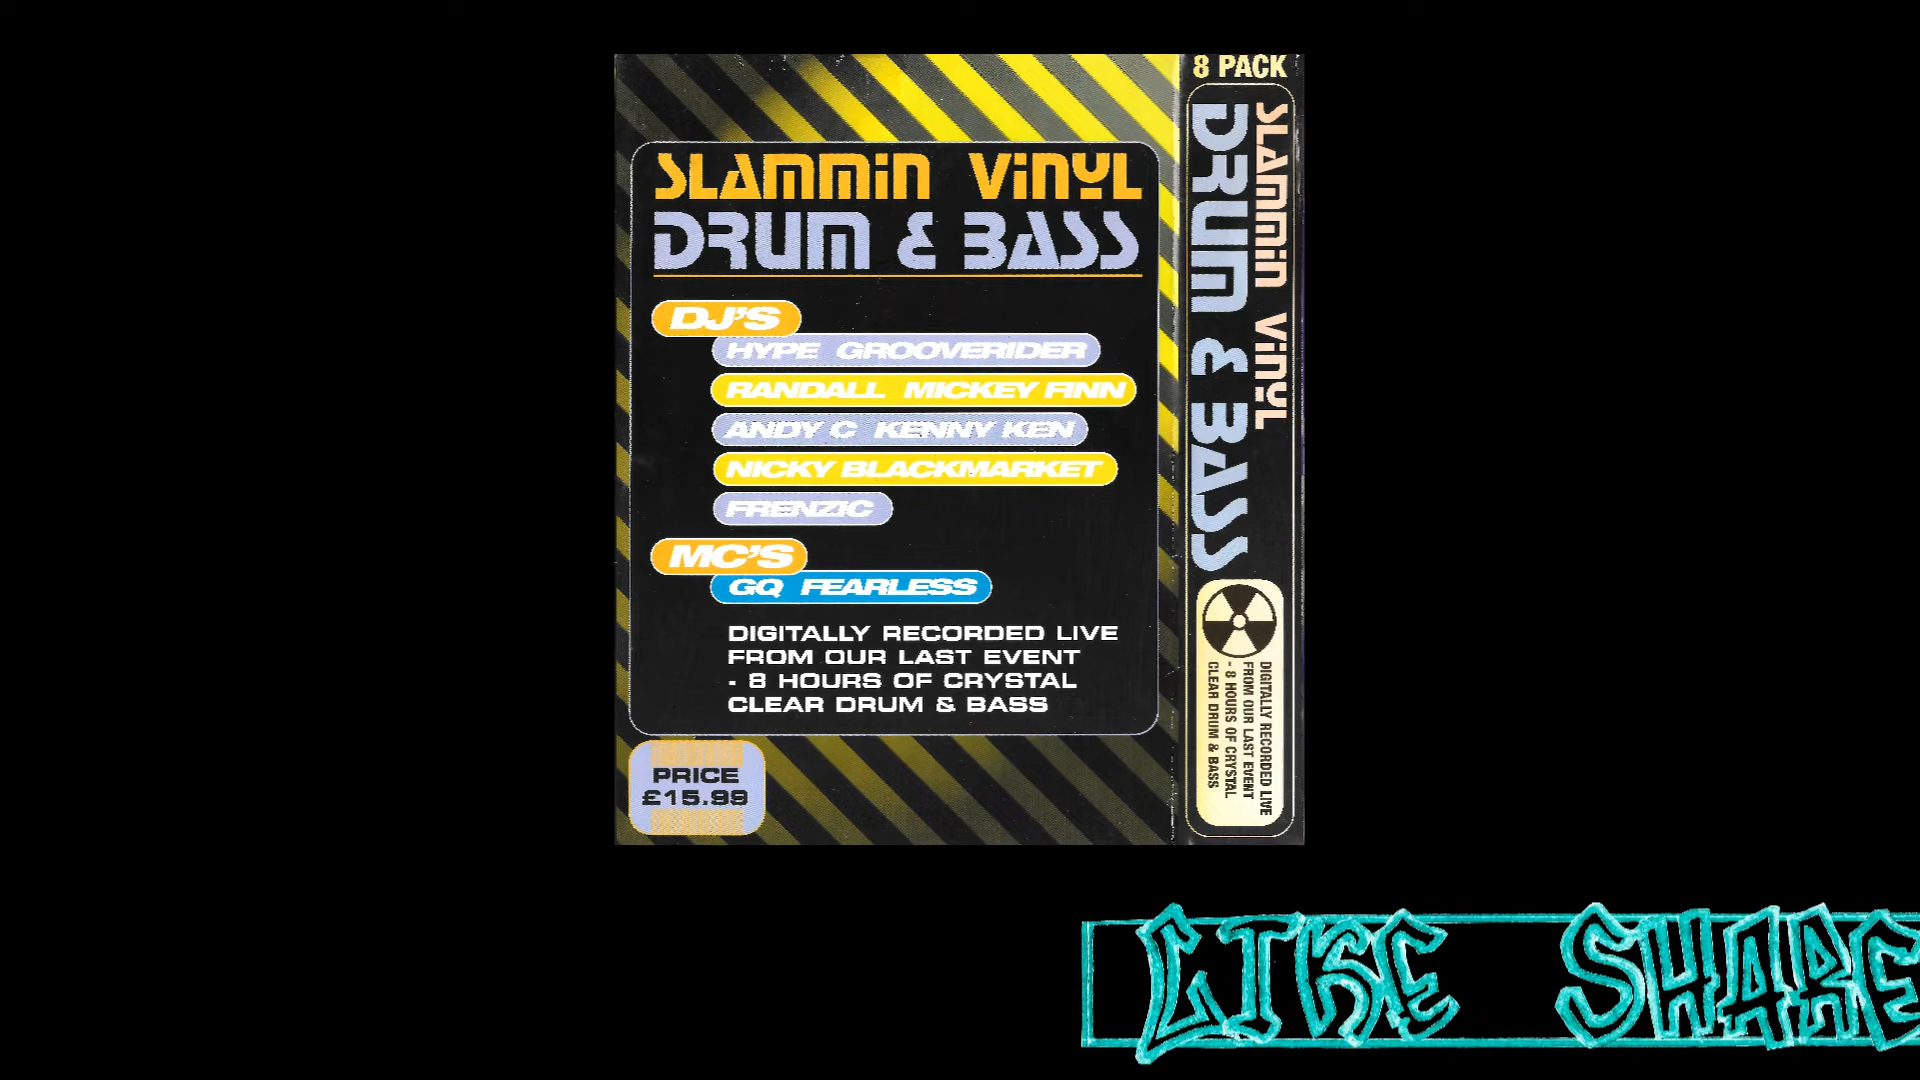 SLAMMIN VINYL
DRUM & BASS
DJ'S
HYPE GROOVERIDER
RANDALL MICKEY FINN
ANDY C KENNY KEN
NICKY BLACKMARKET
FRENZIC
MC'S
GQ FEARLESS
DIGITALLY RECORDED LIVE
FROM OUR LAST EVENT
- 8 HOURS OF CRYSTAL
CLEAR DRUM & BASS
PRICE
£15.99
8 PACK
SLAMMIN VINYL
DRUM & BASS
DIGITALLY RECORDED LIVE
FROM OUR LAST EVENT
- 8 HOURS OF CRYSTAL
CLEAR DRUM & BASS
LIKE SHARE